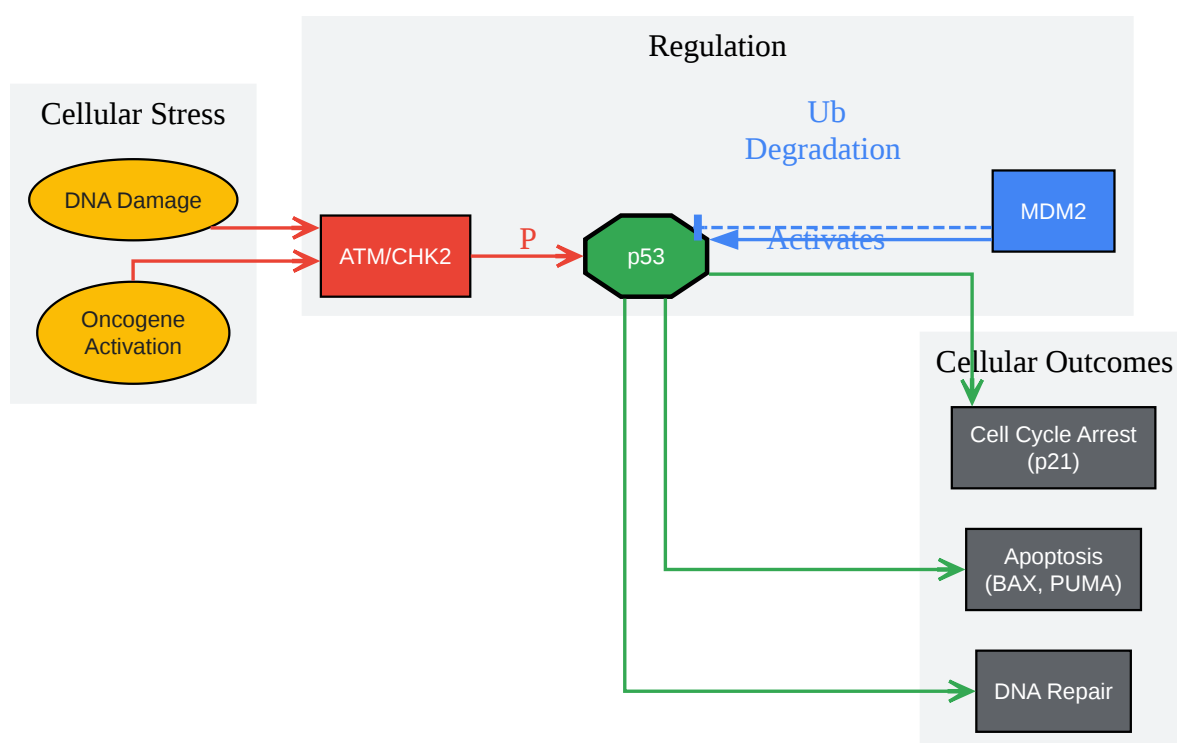 Regulation
Cellular Stress
Ub
Degradation
DNA Damage
MDM2
P
Activates
ATM/CHK2
p53
Oncogene
Activation
Cellular Outcomes
Cell Cycle Arrest
(p21)
Apoptosis
(BAX, PUMA)
DNA Repair